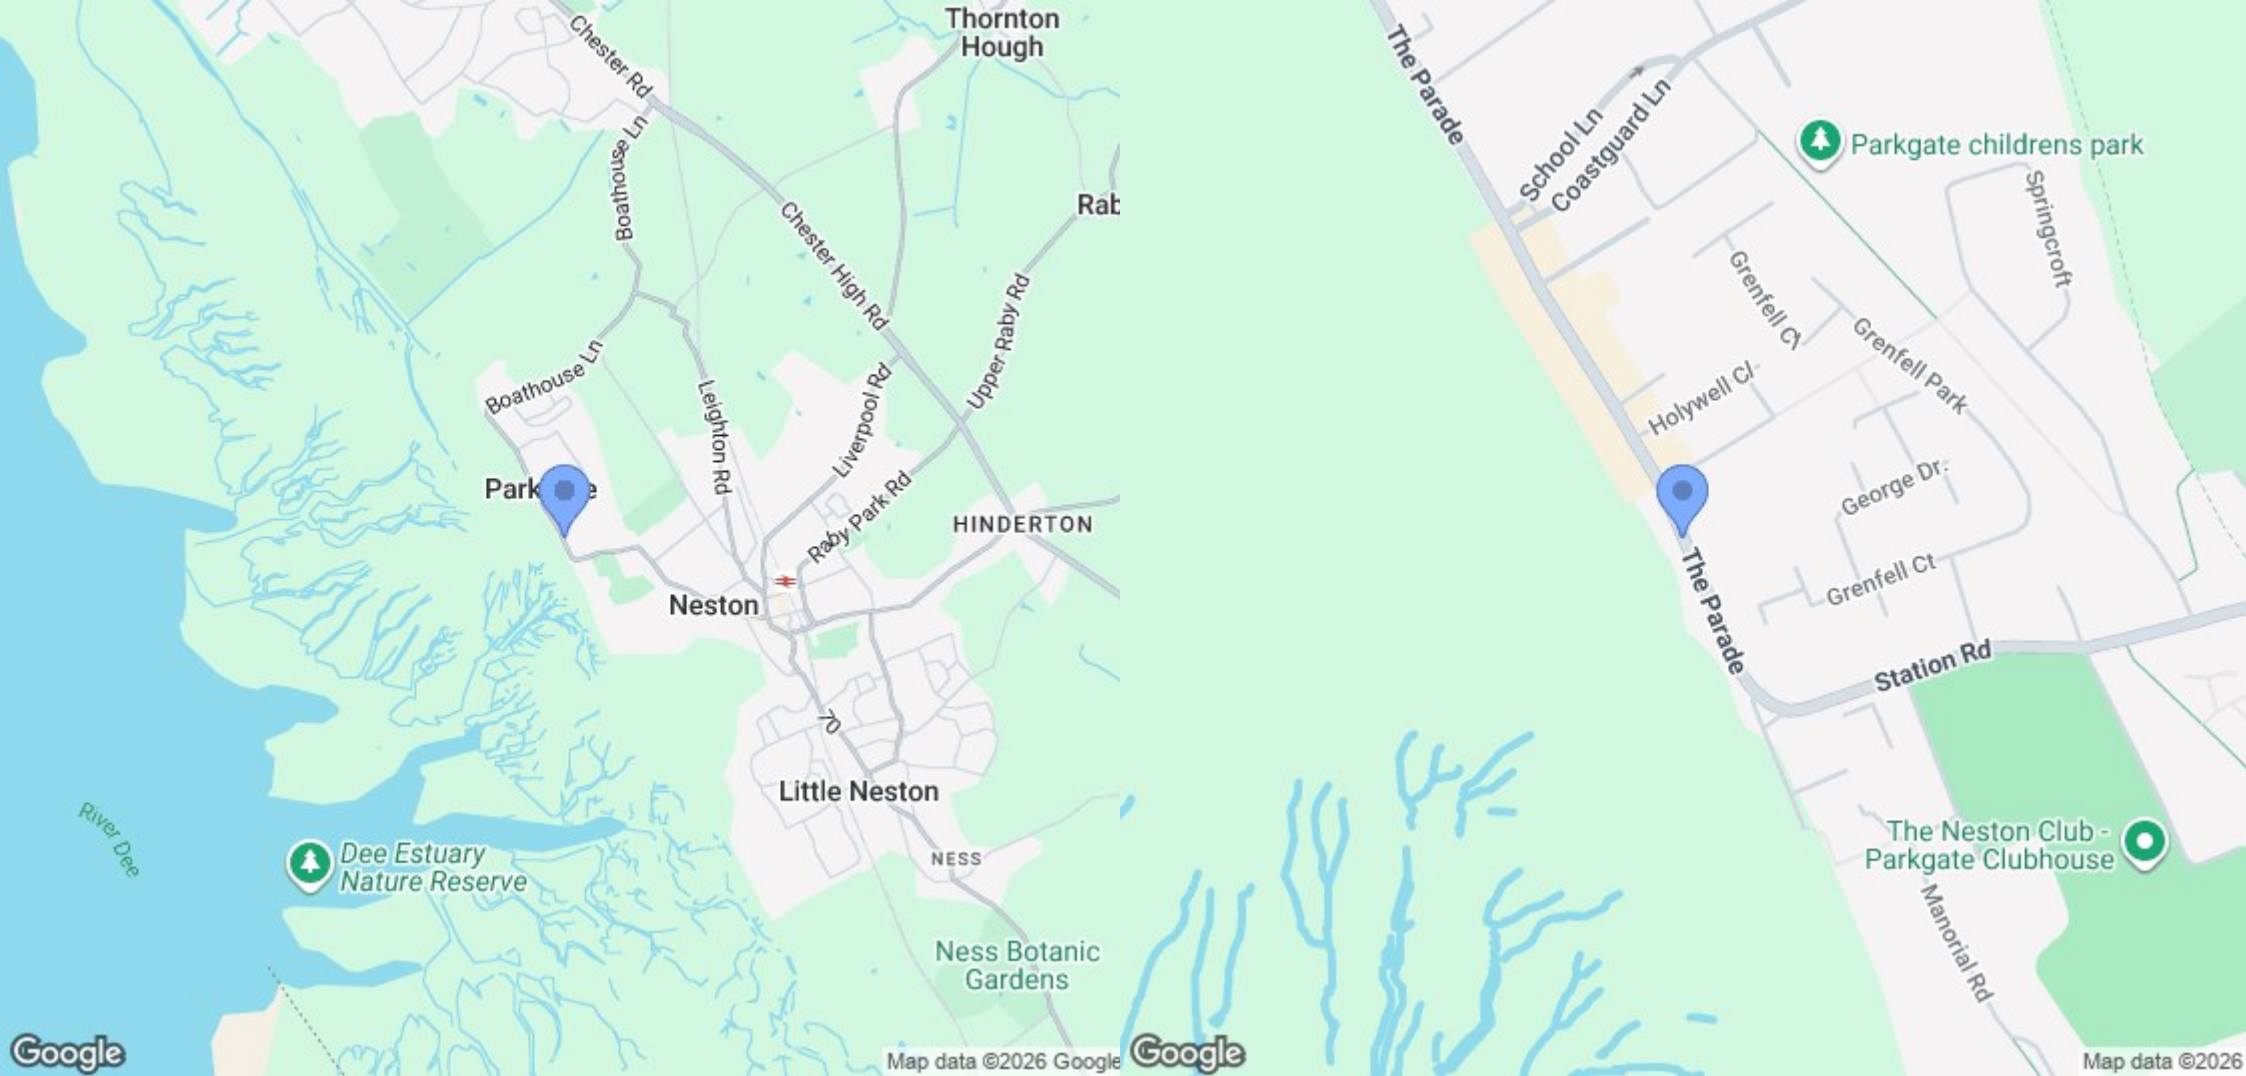 Thornton
Hough
Chester Rd
Boathouse Ln
Rab
Chester High Rd
Upper Raby Rd
Boathouse Ln
Leighton Rd
Liverpool Rd
Raby Park Rd
HINDERTON
Neston
70
Little Neston
River Dee
Dee Estuary
Nature Reserve
NESS
Ness Botanic
Gardens
Google
Map data ©2026 Google
The Parade
School Ln
Coastguard Ln
Parkgate childrens park
Springcroft
Grenfell Cl
Grenfell Park
Holywell Cl
George Dr.
Grenfell Ct
The Parade
Station Rd
The Neston Club -
Parkgate Clubhouse
Manorial Rd
Google
Map data ©2026